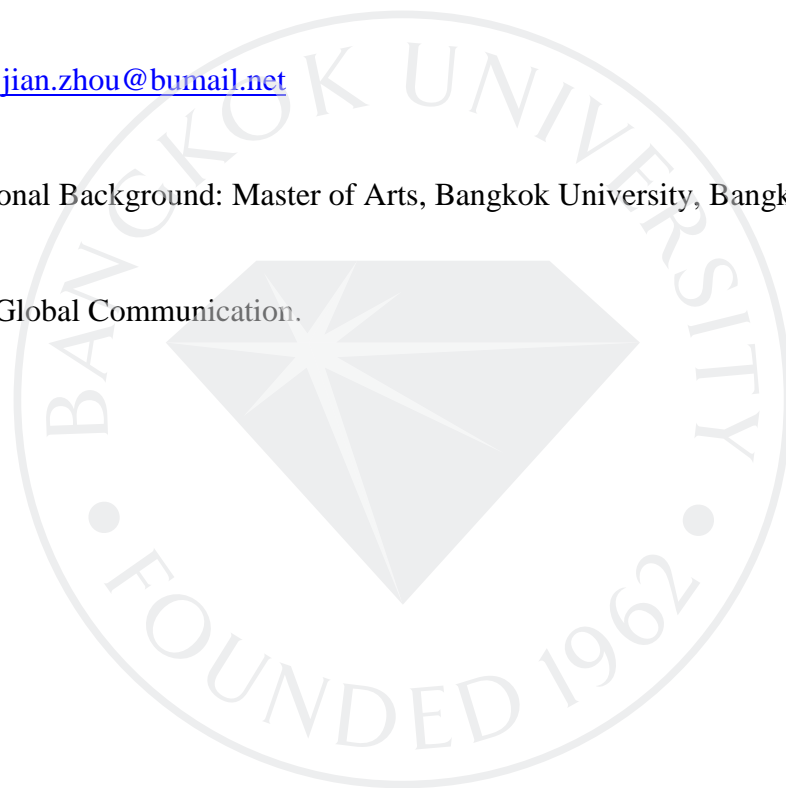 jian.zhou@bumail.net
onal Background: Master of Arts, Bangkok University, Bangk
Global Communication.
BANGKOK UNIVERSITY
• FOUNDED 1962 •